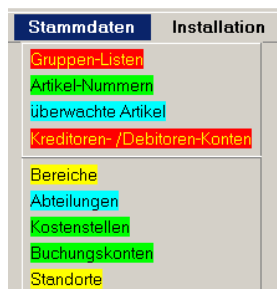 Stammdaten Installation
Gruppen-Listen
Artikel-Nummern
überwachte Artikel
Kreditoren- /Debitoren-Konten
Bereiche
Abteilungen
Kostenstellen
Buchungskonten
Standorte